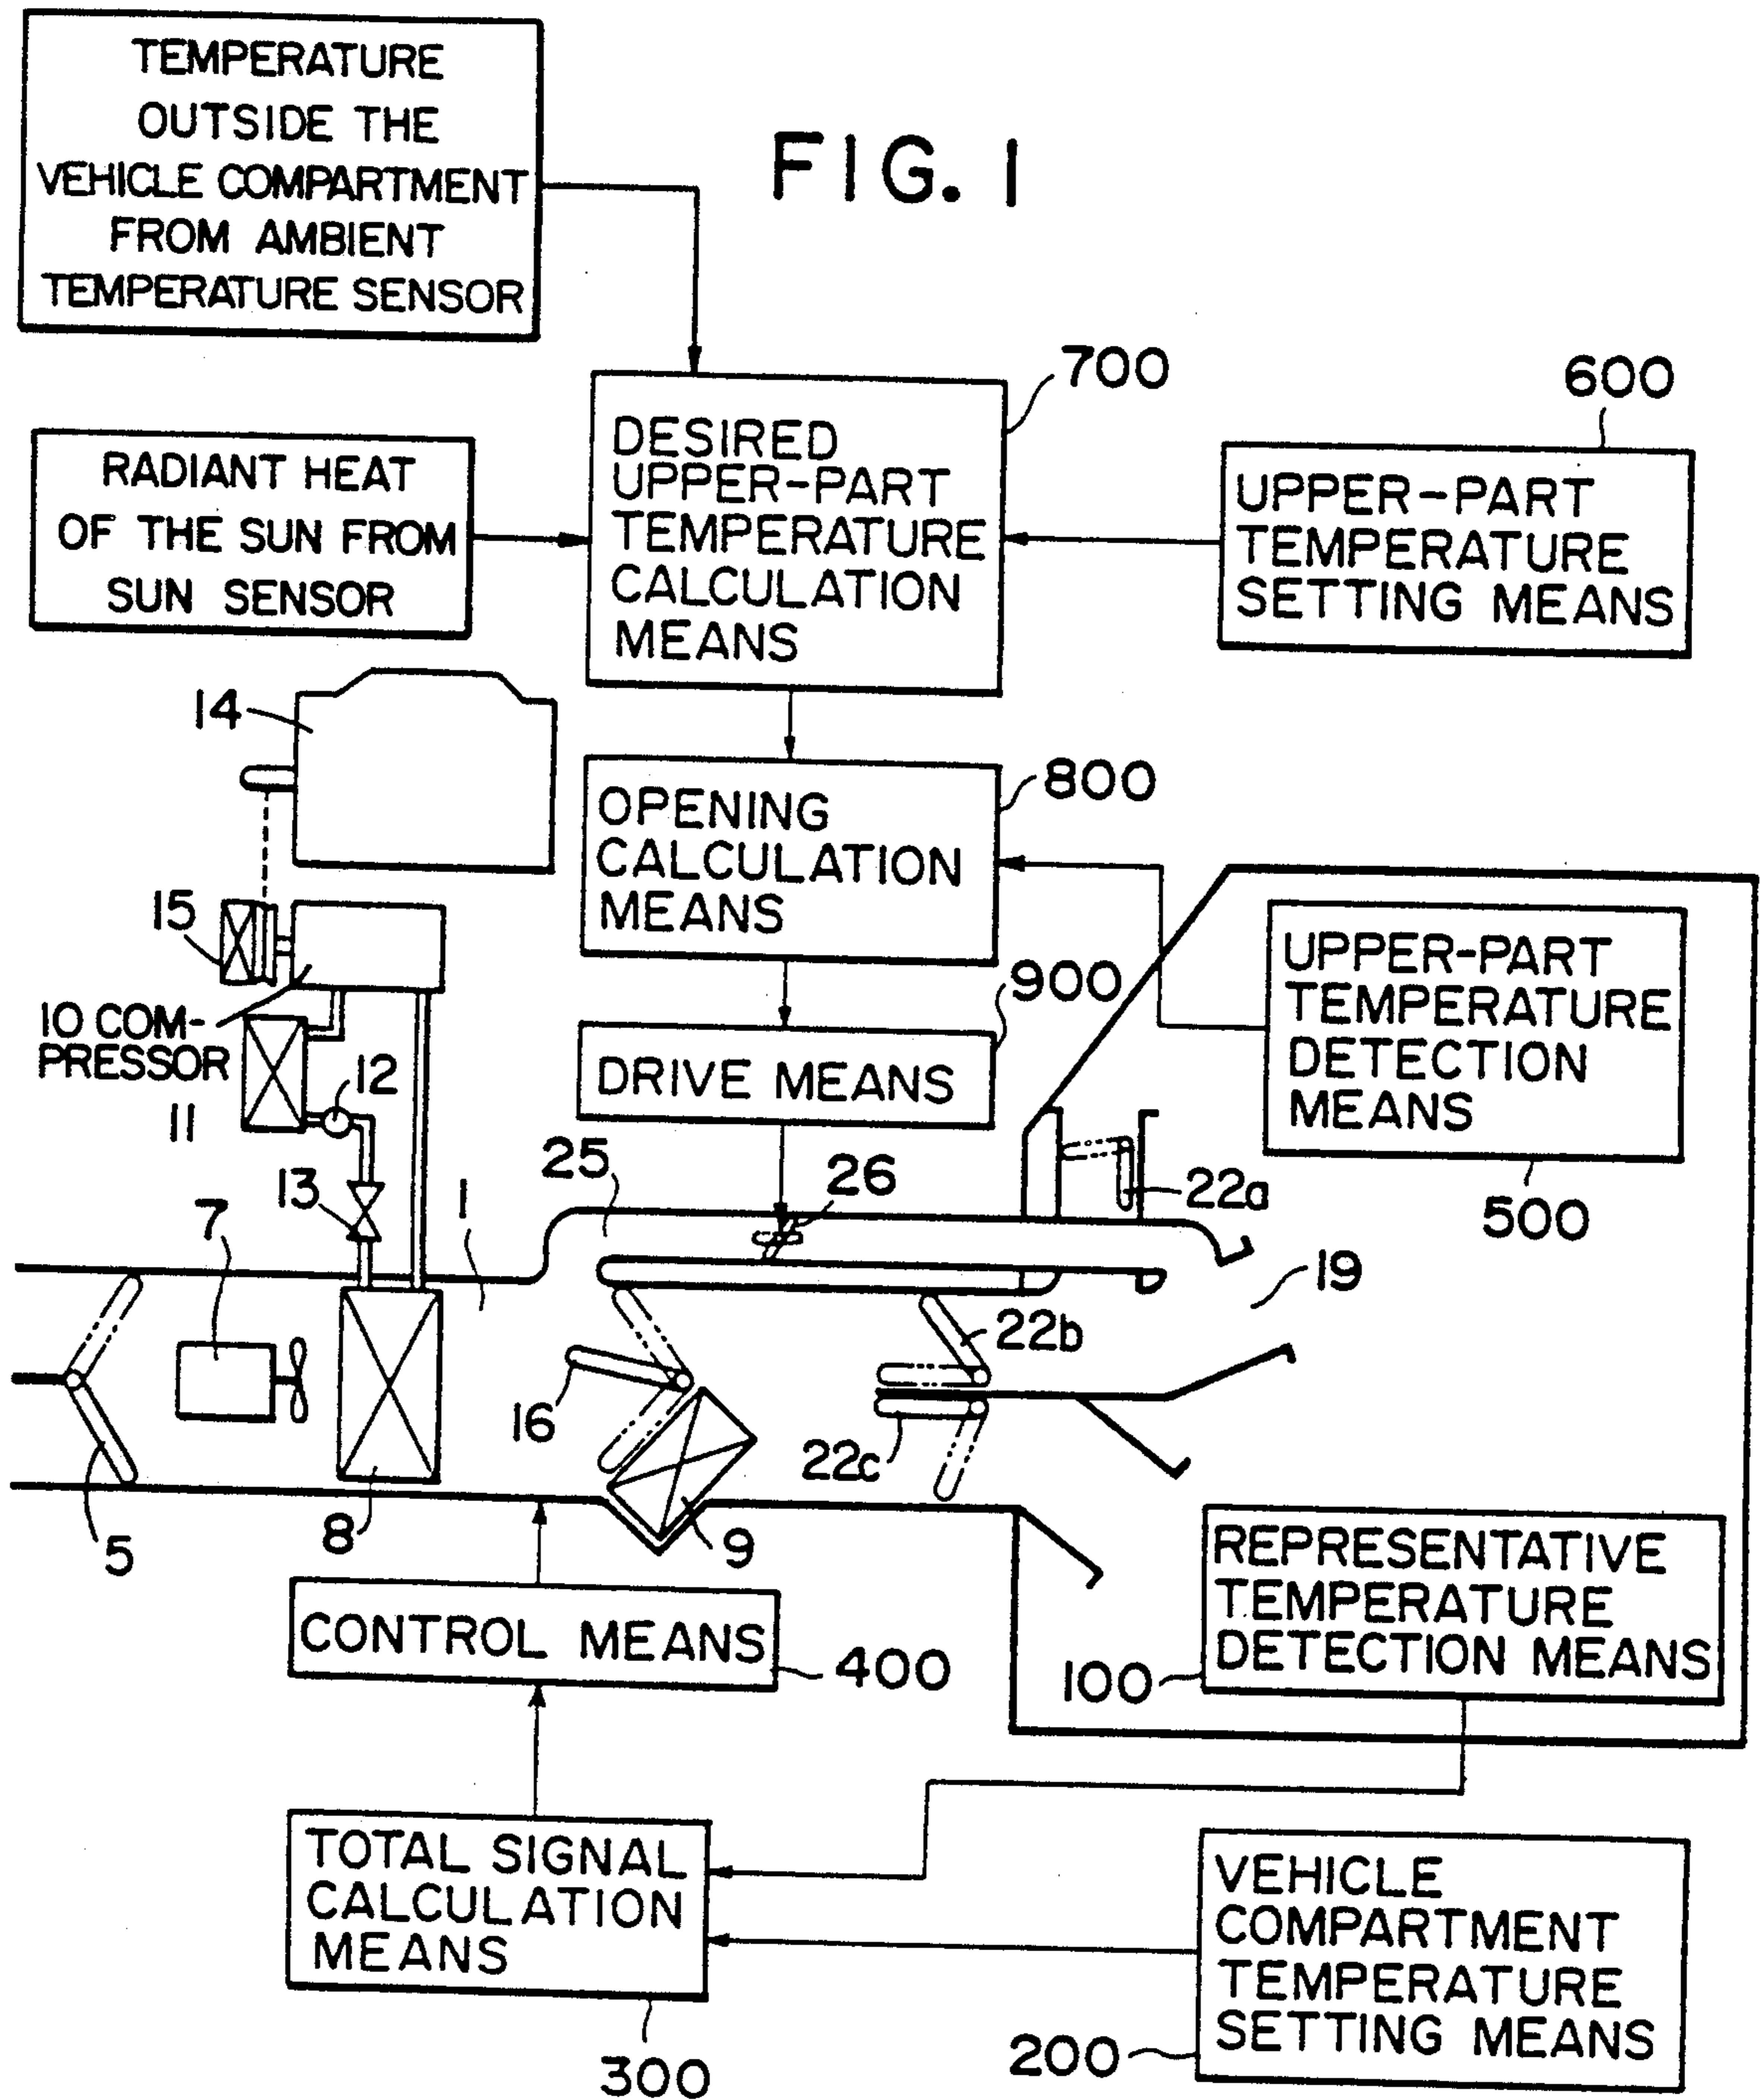 FIG. 1
TEMPERATURE
OUTSIDE THE
VEHICLE COMPARTMENT
FROM AMBIENT
TEMPERATURE SENSOR
700
600
RADIANT HEAT
OF THE SUN FROM
SUN SENSOR
DESIRED
UPPER-PART
TEMPERATURE
CALCULATION
MEANS
UPPER-PART
TEMPERATURE
SETTING MEANS
14
800
OPENING
CALCULATION
MEANS
15
900
UPPER-PART
TEMPERATURE
DETECTION
MEANS
10 COM-
PRESSOR
11
12
DRIVE MEANS
25
26
22a
500
13
7
1
19
22b
16
22c
5
8
9
REPRESENTATIVE
TEMPERATURE
DETECTION MEANS
CONTROL MEANS
400
100
TOTAL SIGNAL
CALCULATION
MEANS
VEHICLE
COMPARTMENT
TEMPERATURE
SETTING MEANS
300
200